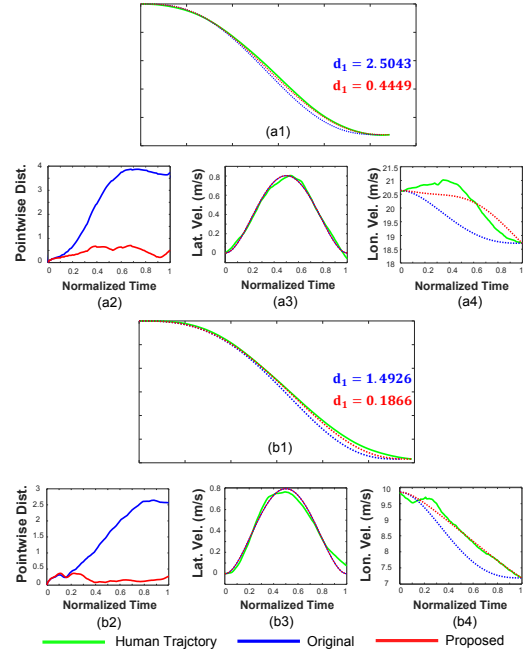 d₁ = 2.5043
d₁ = 0.4449
(a1)
Pointwise Dist.
4
3
2
1
0
0 0.2 0.4 0.6 0.8 1
Normalized Time
(a2)
Lat. Vel. (m/s)
0.8
0.6
0.4
0.2
0
0 0.2 0.4 0.6 0.8 1
Normalized Time
(a3)
Lon. Vel. (m/s)
21.5
21
20.5
20
19.5
19
18.5
18
0 0.2 0.4 0.6 0.8 1
Normalized Time
(a4)
d₁ = 1.4926
d₁ = 0.1866
(b1)
Pointwise Dist.
3
2.5
2
1.5
1
0.5
0
0 0.2 0.4 0.6 0.8 1
Normalized Time
(b2)
Lat. Vel. (m/s)
0.8
0.6
0.4
0.2
0
0 0.2 0.4 0.6 0.8 1
Normalized Time
(b3)
Lon. Vel. (m/s)
10
9
8
7
0 0.2 0.4 0.6 0.8 1
Normalized Time
(b4)
Human Trajctory
Original
Proposed